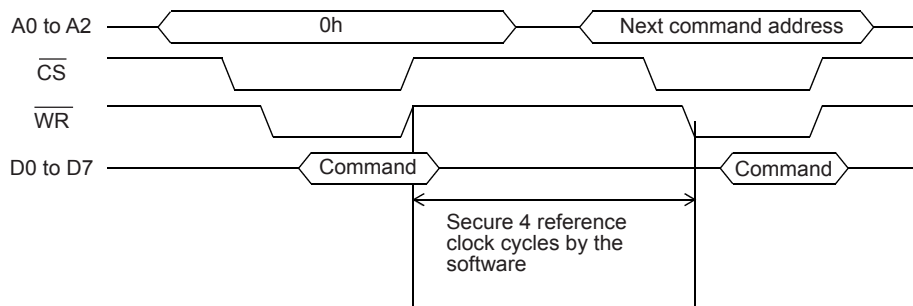 A0 to A2
0h
Next command address
CS
WR
D0 to D7
Command
Command
Secure 4 reference
clock cycles by the
software